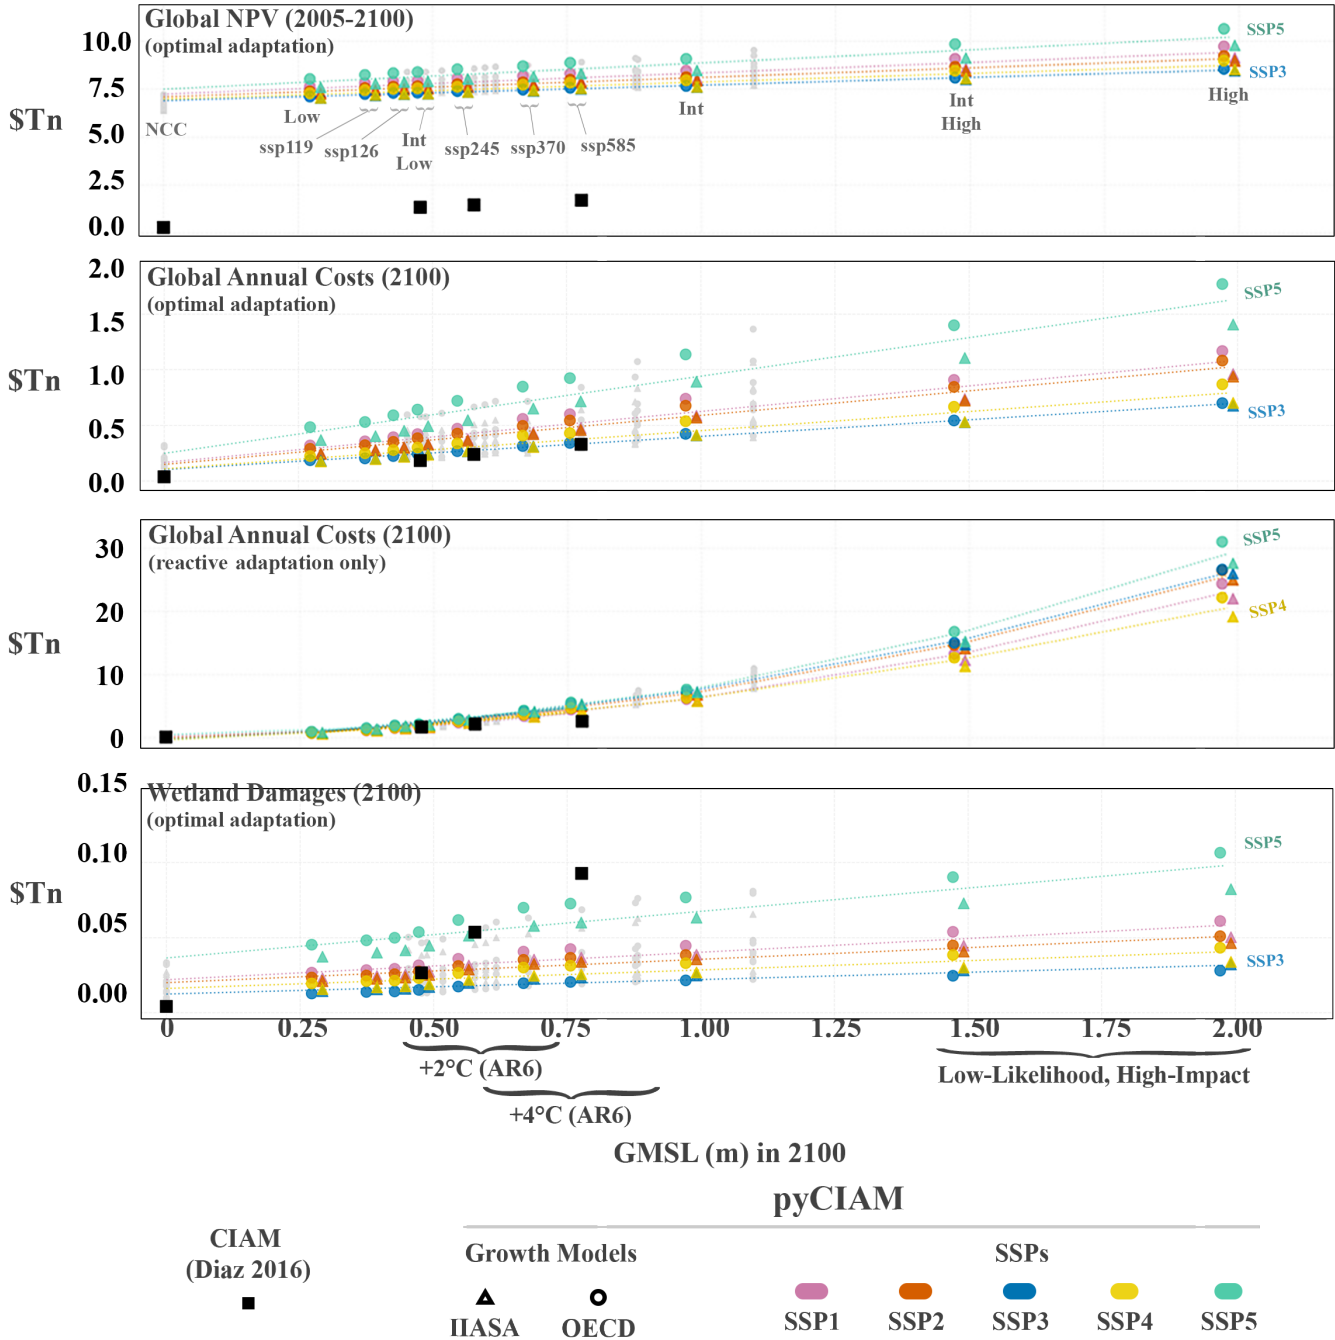 Global NPV (2005-2100)
(optimal adaptation)
10.0
7.5
5.0
2.5
0.0
$Tn
SSP5
SSP3
NCC
Low
ssp119
ssp126
Int
Low
ssp245
ssp370
ssp585
Int
Int
High
High
Global Annual Costs (2100)
(optimal adaptation)
2.0
1.5
1.0
0.5
0.0
$Tn
SSP5
SSP3
Global Annual Costs (2100)
(reactive adaptation only)
30
20
10
0
$Tn
SSP5
SSP4
Wetland Damages (2100)
(optimal adaptation)
0.15
0.10
0.05
0.00
$Tn
SSP5
SSP3
0 0.25 0.50 0.75 1.00 1.25 1.50 1.75 2.00
+2°C (AR6)
+4°C (AR6)
Low-Likelihood, High-Impact
GMSL (m) in 2100
pyCIAM
CIAM
(Diaz 2016)
Growth Models
IIASA OECD
SSPs
SSP1 SSP2 SSP3 SSP4 SSP5